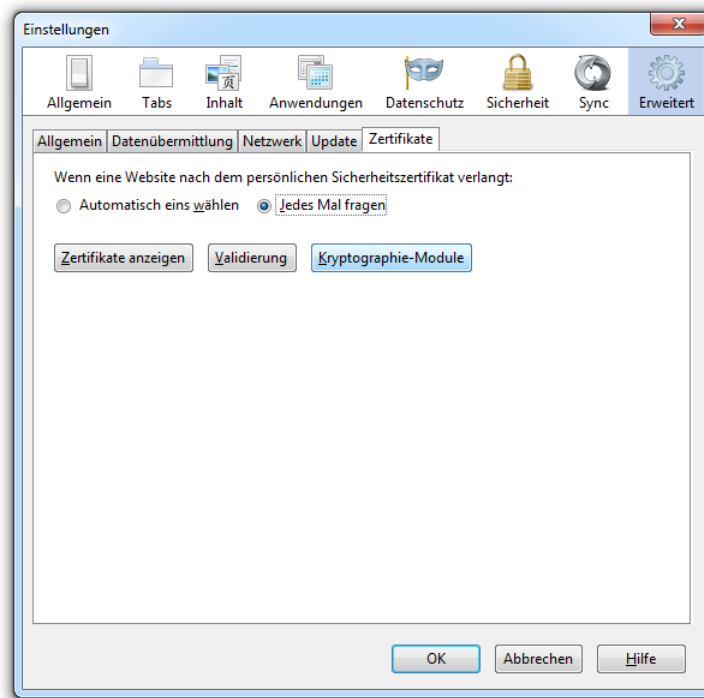 Einstellungen
Allgemein Tabs Inhalt Anwendungen Datenschutz Sicherheit Sync Erweitert
Allgemein Datenübermittlung Netzwerk Update Zertifikate
Wenn eine Website nach dem persönlichen Sicherheitszertifikat verlangt:
Automatisch eins wählen Jedes Mal fragen
Zertifikate anzeigen Validierung Kryptographie-Module
OK Abbrechen Hilfe